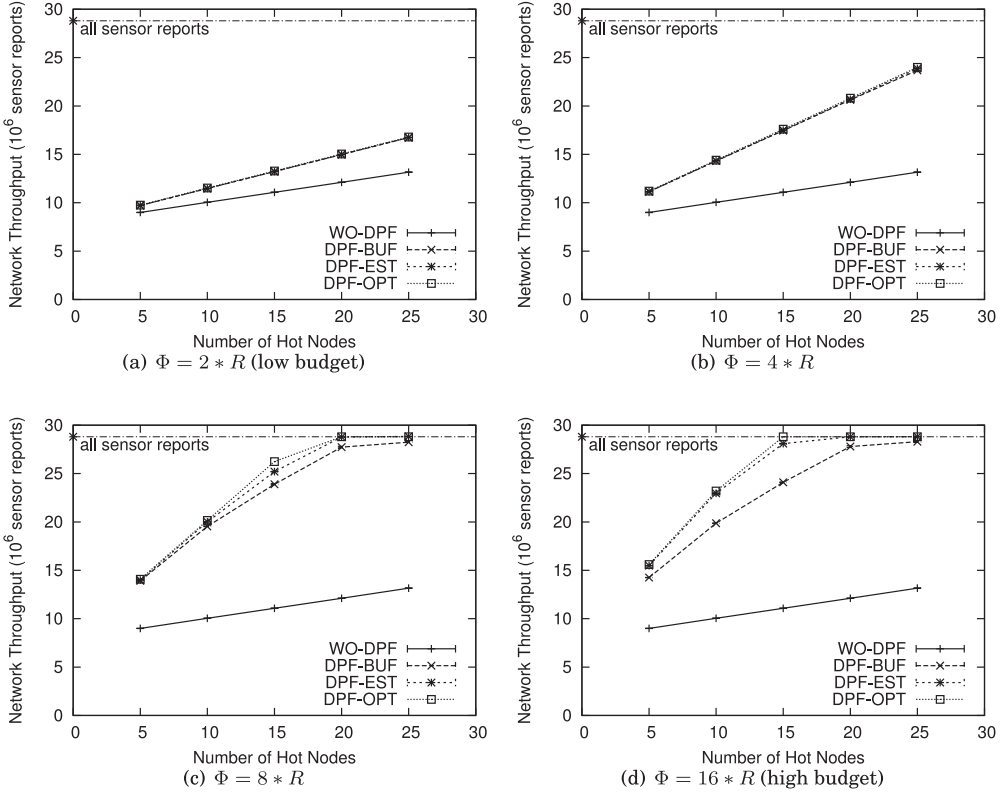 30
25
20
15
10
5
0
Network Throughput (10^6 sensor reports)
all sensor reports
WO-DPF
DPF-BUF
DPF-EST
DPF-OPT
0 5 10 15 20 25 30
Number of Hot Nodes
(a) Φ = 2 ∗ R (low budget)
30
25
20
15
10
5
0
Network Throughput (10^6 sensor reports)
all sensor reports
WO-DPF
DPF-BUF
DPF-EST
DPF-OPT
0 5 10 15 20 25 30
Number of Hot Nodes
(b) Φ = 4 ∗ R
30
25
20
15
10
5
0
Network Throughput (10^6 sensor reports)
all sensor reports
WO-DPF
DPF-BUF
DPF-EST
DPF-OPT
0 5 10 15 20 25 30
Number of Hot Nodes
(c) Φ = 8 ∗ R
30
25
20
15
10
5
0
Network Throughput (10^6 sensor reports)
all sensor reports
WO-DPF
DPF-BUF
DPF-EST
DPF-OPT
0 5 10 15 20 25 30
Number of Hot Nodes
(d) Φ = 16 ∗ R (high budget)